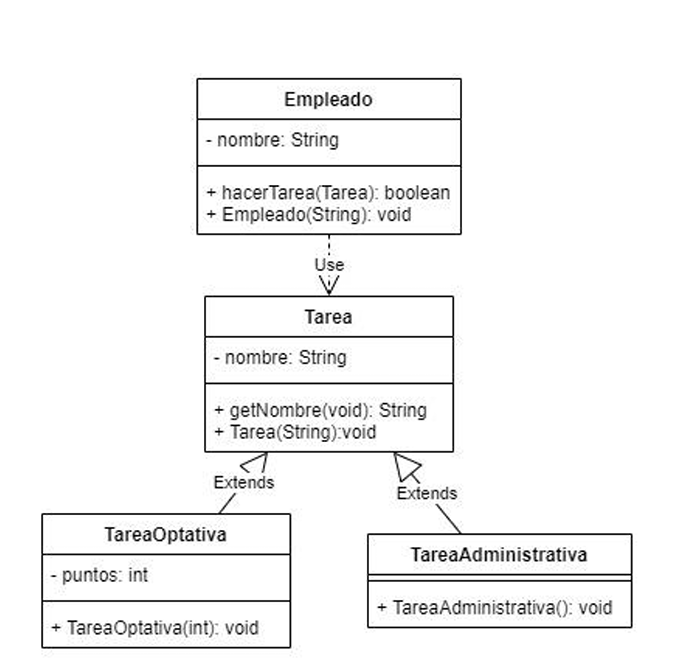 Empleado
- nombre: String
+ hacerTarea(Tarea): boolean
+ Empleado(String): void
Use
Tarea
- nombre: String
+ getNombre(void): String
+ Tarea(String):void
Extends
Extends
TareaOptativa
- puntos: int
+ TareaOptativa(int): void
TareaAdministrativa
+ TareaAdministrativa(): void